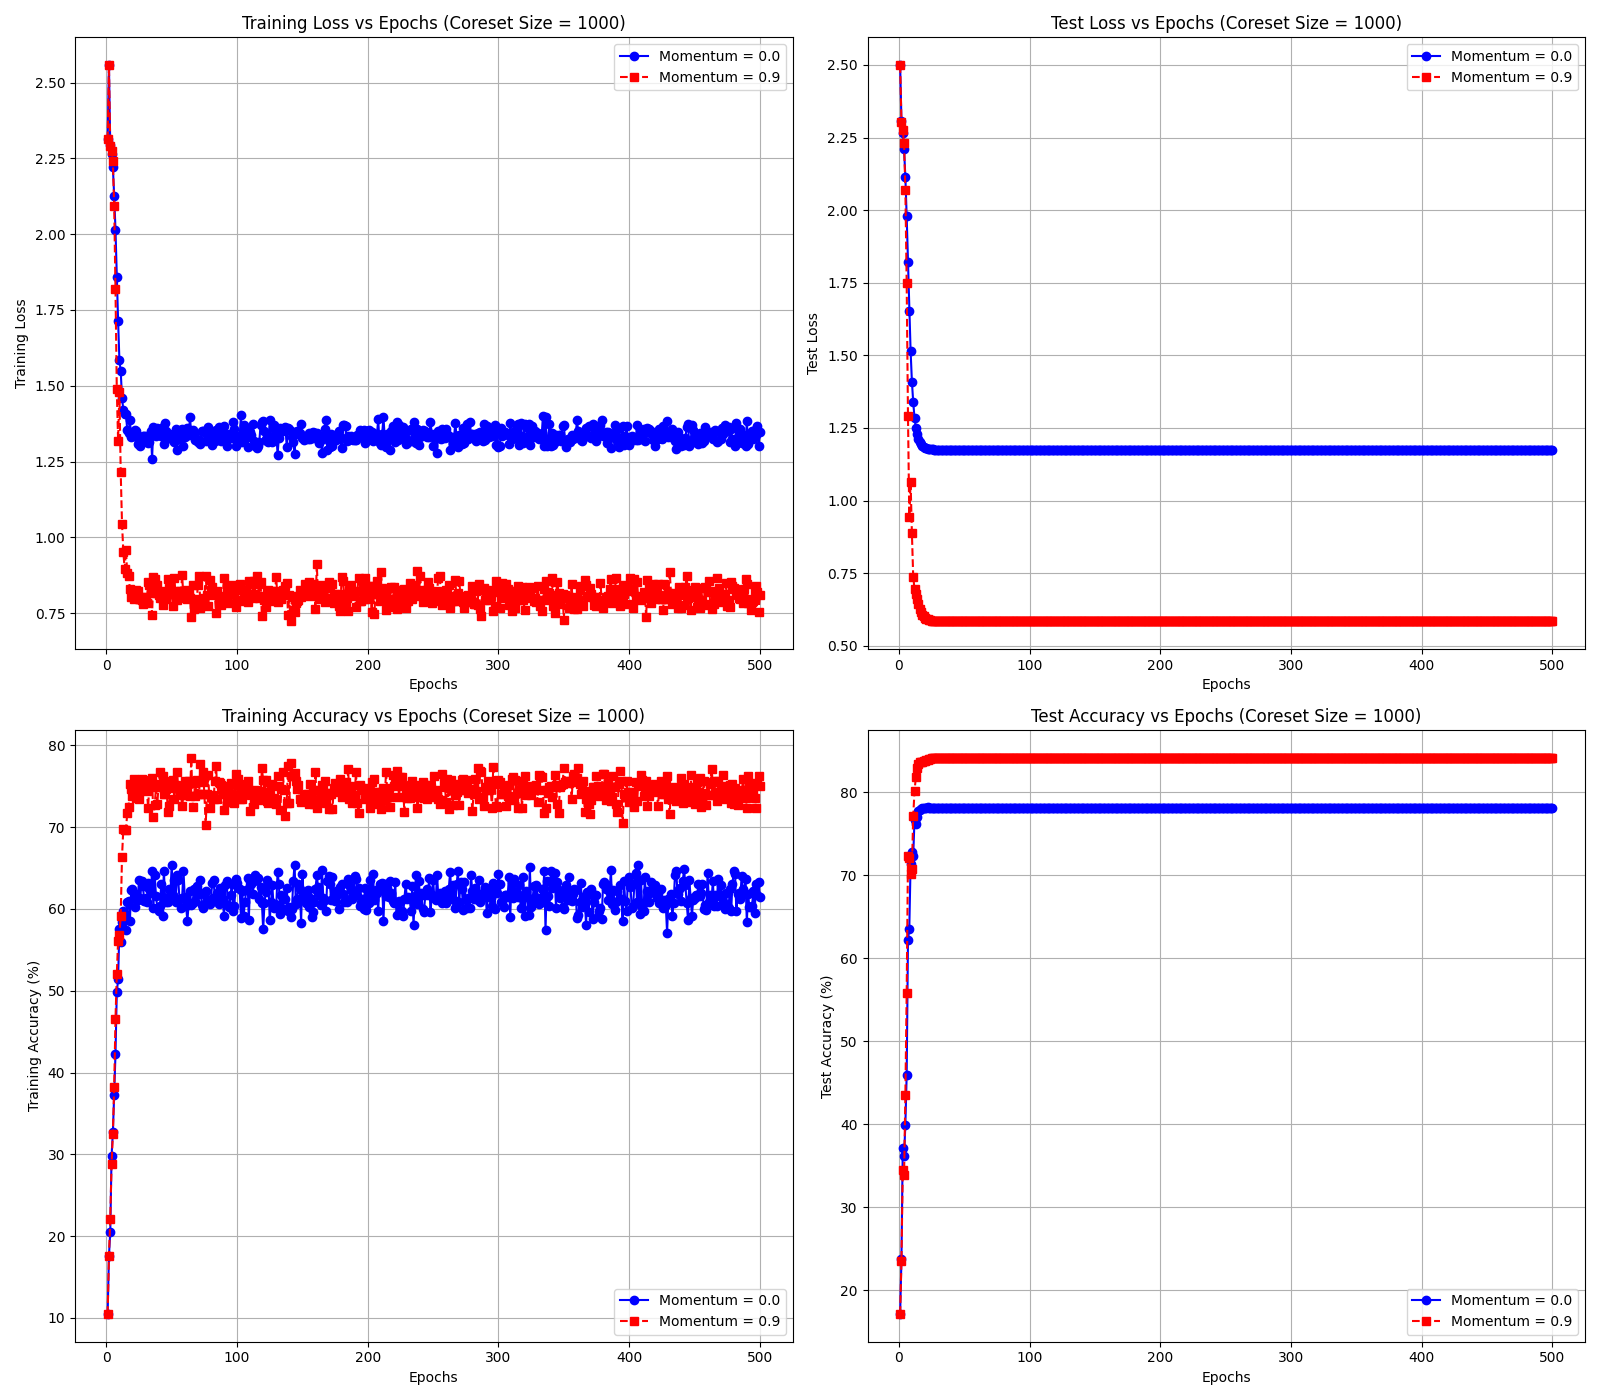 Training Loss vs Epochs (Coreset Size = 1000)
Training Loss
2.50
2.25
2.00
1.75
1.50
1.25
1.00
0.75
Momentum = 0.0
Momentum = 0.9
0 100 200 300 400 500
Epochs
Test Loss vs Epochs (Coreset Size = 1000)
Test Loss
2.50
2.25
2.00
1.75
1.50
1.25
1.00
0.75
0.50
Momentum = 0.0
Momentum = 0.9
0 100 200 300 400 500
Epochs
Training Accuracy vs Epochs (Coreset Size = 1000)
Training Accuracy (%)
80
70
60
50
40
30
20
10
Momentum = 0.0
Momentum = 0.9
0 100 200 300 400 500
Epochs
Test Accuracy vs Epochs (Coreset Size = 1000)
Test Accuracy (%)
80
70
60
50
40
30
20
Momentum = 0.0
Momentum = 0.9
0 100 200 300 400 500
Epochs